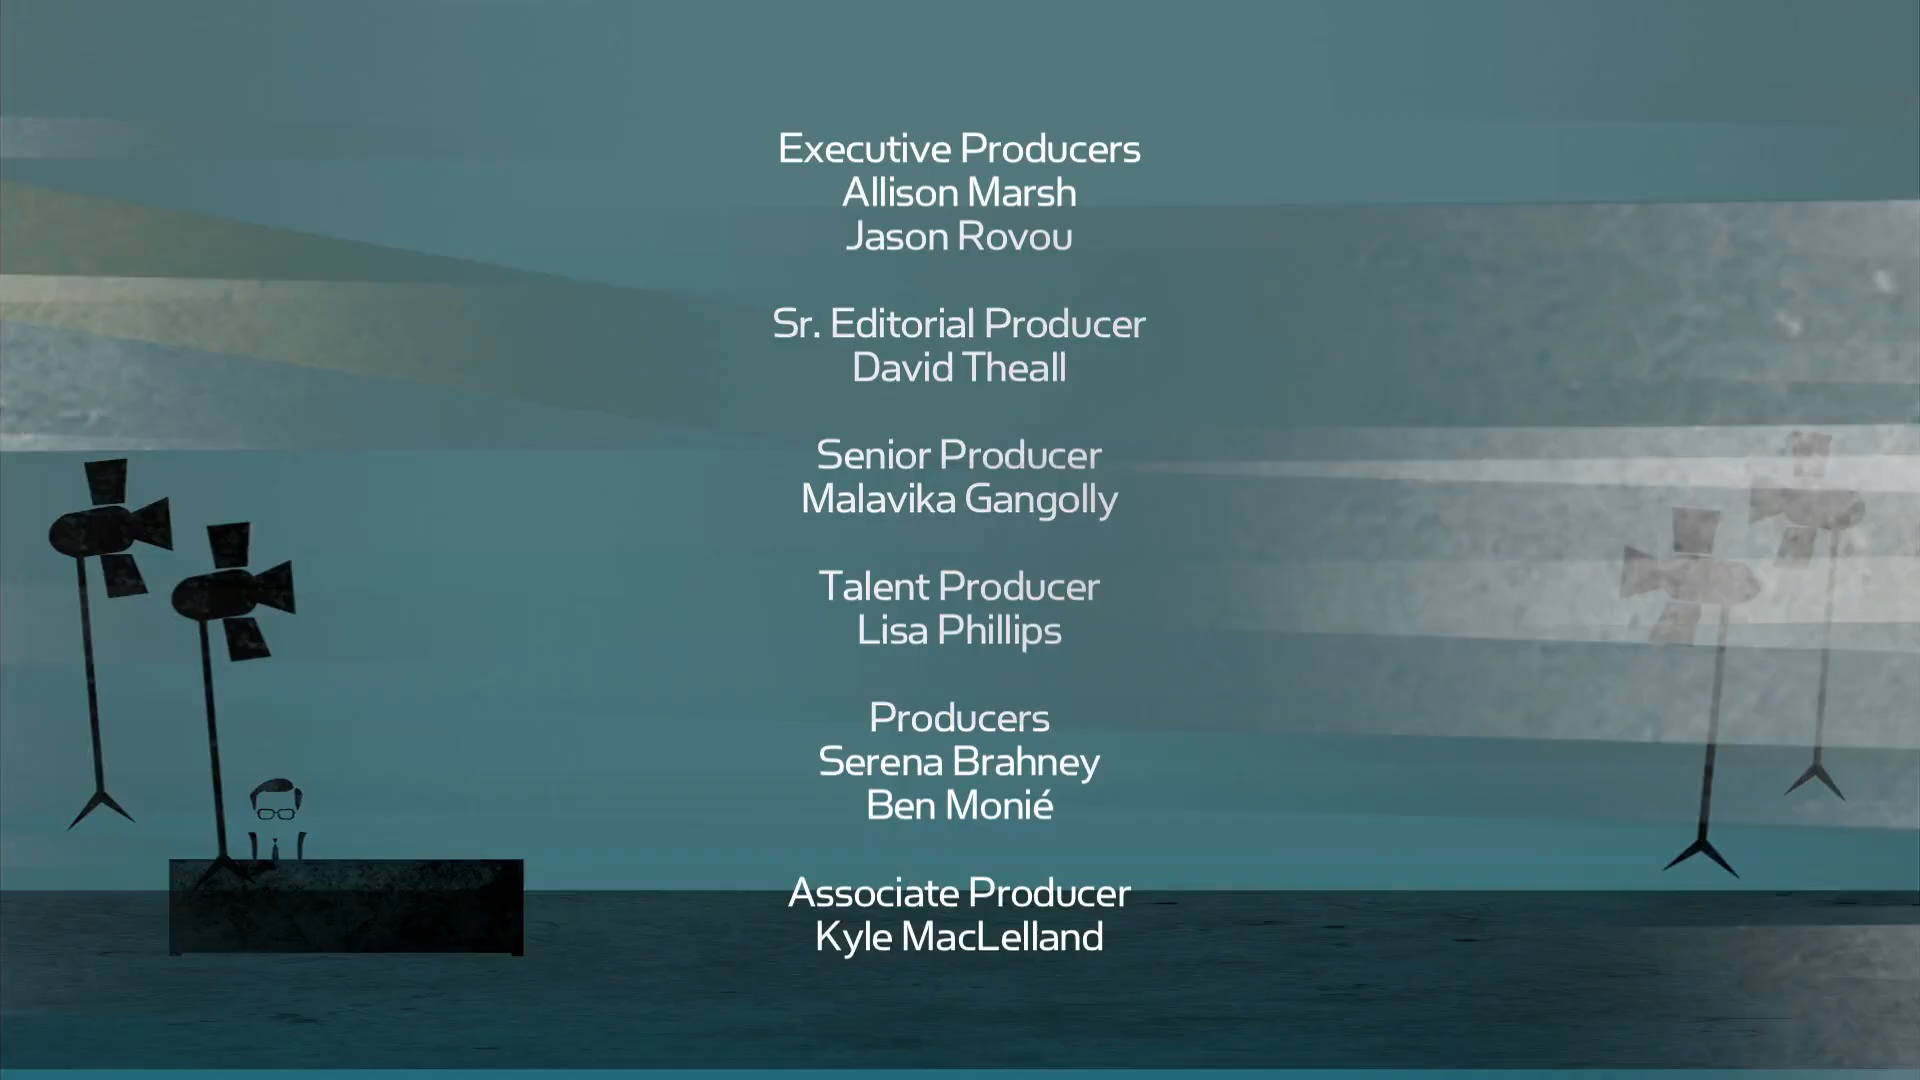 Executive Producers
Allison Marsh
Jason Rovou
Sr. Editorial Producer
David Theall
Senior Producer
Malavika Gangolly
Talent Producer
Lisa Phillips
Producers
Serena Brahney
Ben Monié
Associate Producer
Kyle MacLelland